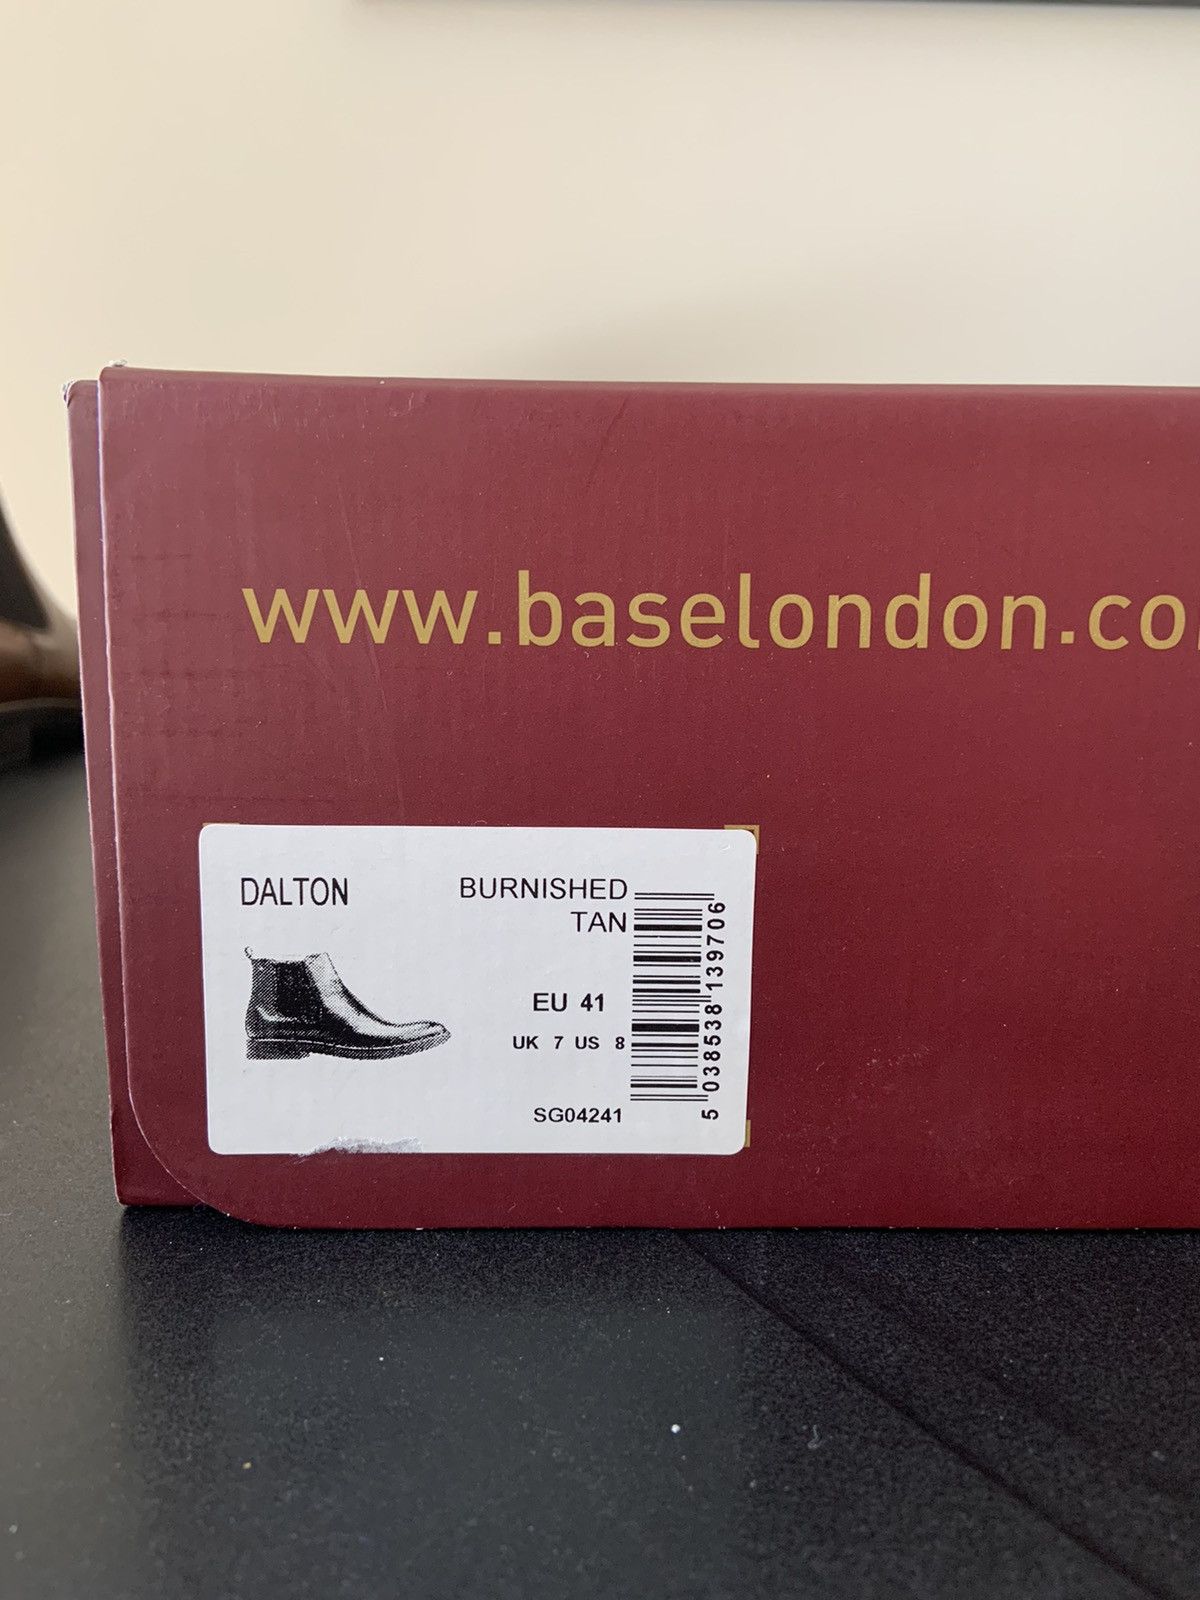 www.baselondon.co
DALTON
BURNISHED
TAN
EU 41
UK 7 US 8
SG04241
5 038538 139706